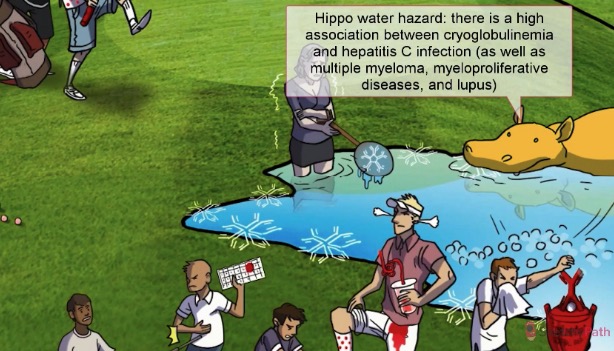 Hippo water hazard: there is a high
association between cryoglobulinemia
and hepatitis C infection (as well as
multiple myeloma, myeloproliferative
diseases, and lupus)